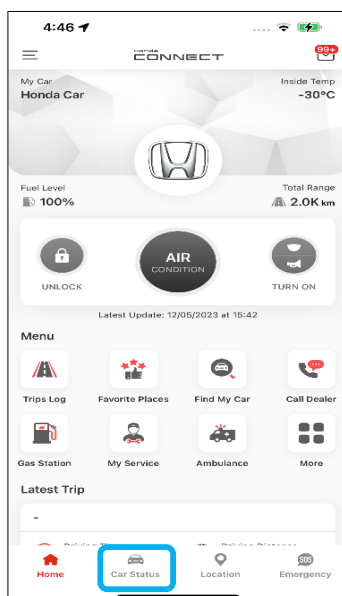 4:46
HONDA
CONNECT
99+
My Car
Inside Temp
Honda Car
-30°C
Fuel Level
Total Range
100%
2.0K km
AIR
CONDITION
UNLOCK
TURN ON
Latest Update: 12/05/2023 at 15:42
Menu
Trips Log
Favorite Places
Find My Car
Call Dealer
Gas Station
My Service
Ambulance
More
Latest Trip
-
SOS
Home
Car Status
Location
Emergency